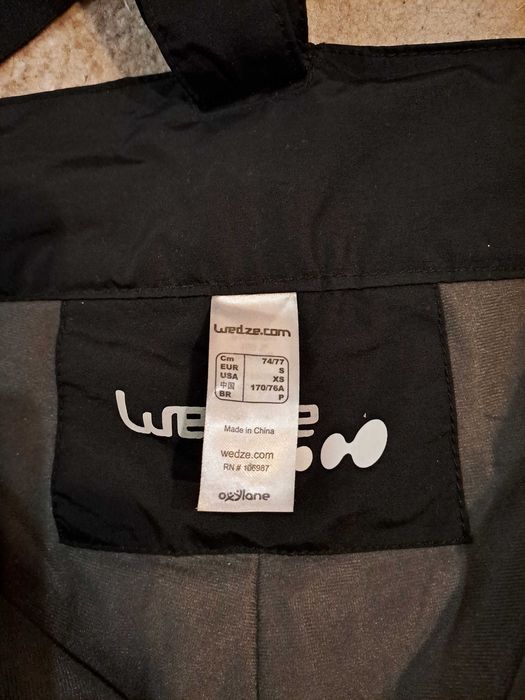 wedze.com
Cm 74/77
EUR S
USA XS
中国 170/76A
BR P
Made in China
wedze.com
RN # 106987
oxylane